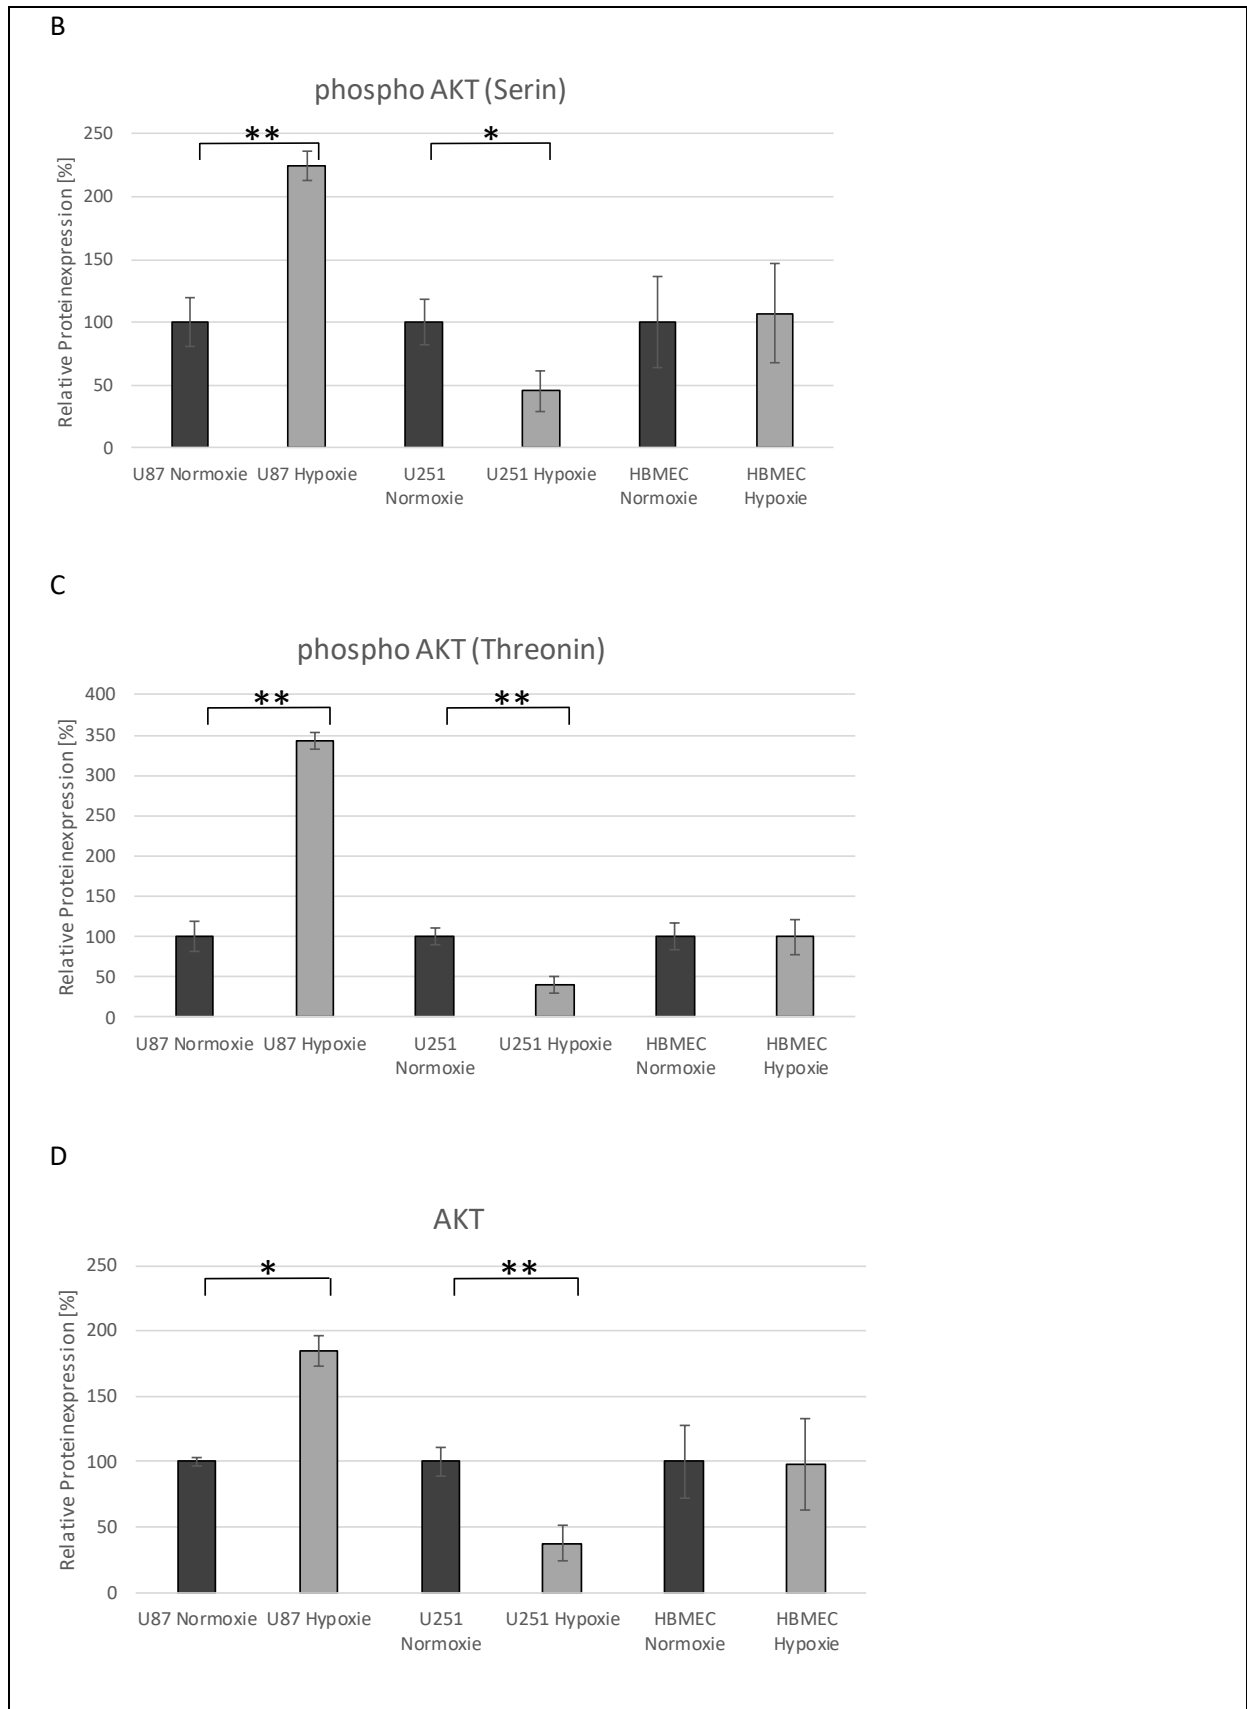 B
phospho AKT (Serin)
Relative Proteinexpression [%]
250
200
150
100
50
0
** *
U87 Normoxie U87 Hypoxie U251 Normoxie U251 Hypoxie HBMEC Normoxie HBMEC Hypoxie
C
phospho AKT (Threonin)
Relative Proteinexpression [%]
400
350
300
250
200
150
100
50
0
** **
U87 Normoxie U87 Hypoxie U251 Normoxie U251 Hypoxie HBMEC Normoxie HBMEC Hypoxie
D
AKT
Relative Proteinexpression [%]
250
200
150
100
50
0
* **
U87 Normoxie U87 Hypoxie U251 Normoxie U251 Hypoxie HBMEC Normoxie HBMEC Hypoxie